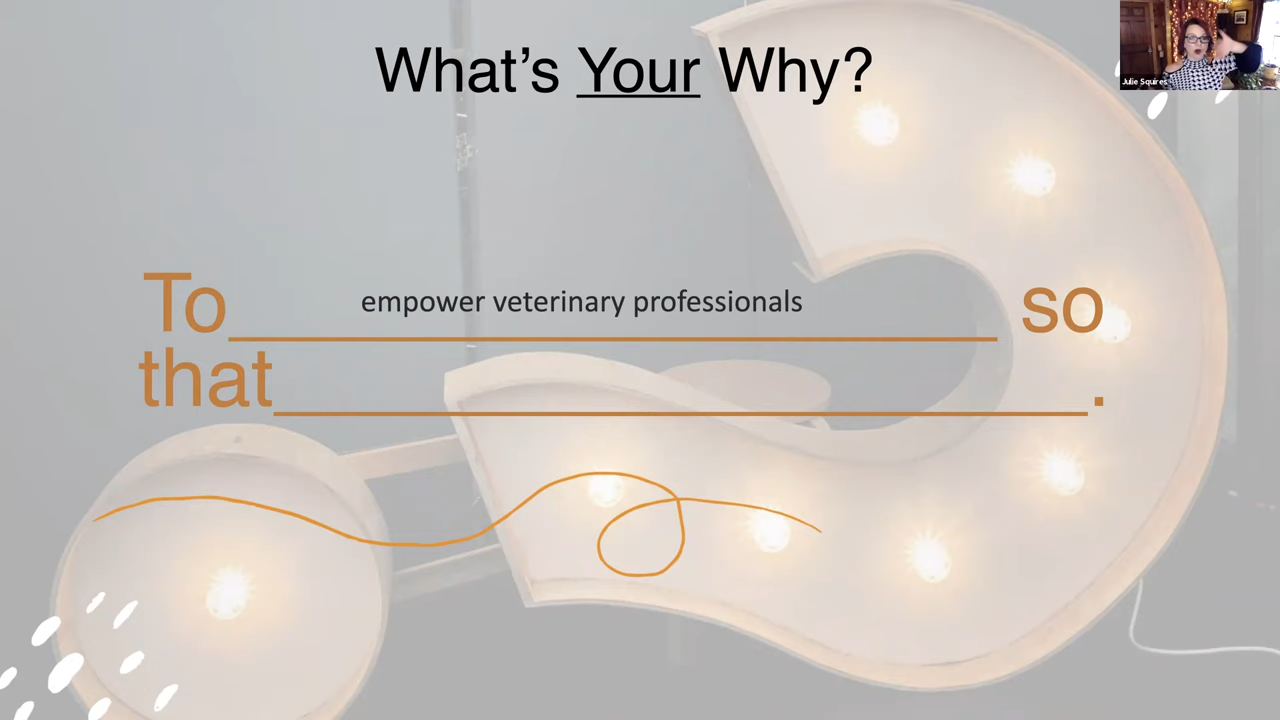 What's Your Why?
Julie Squires
empower veterinary professionals
To so
that .